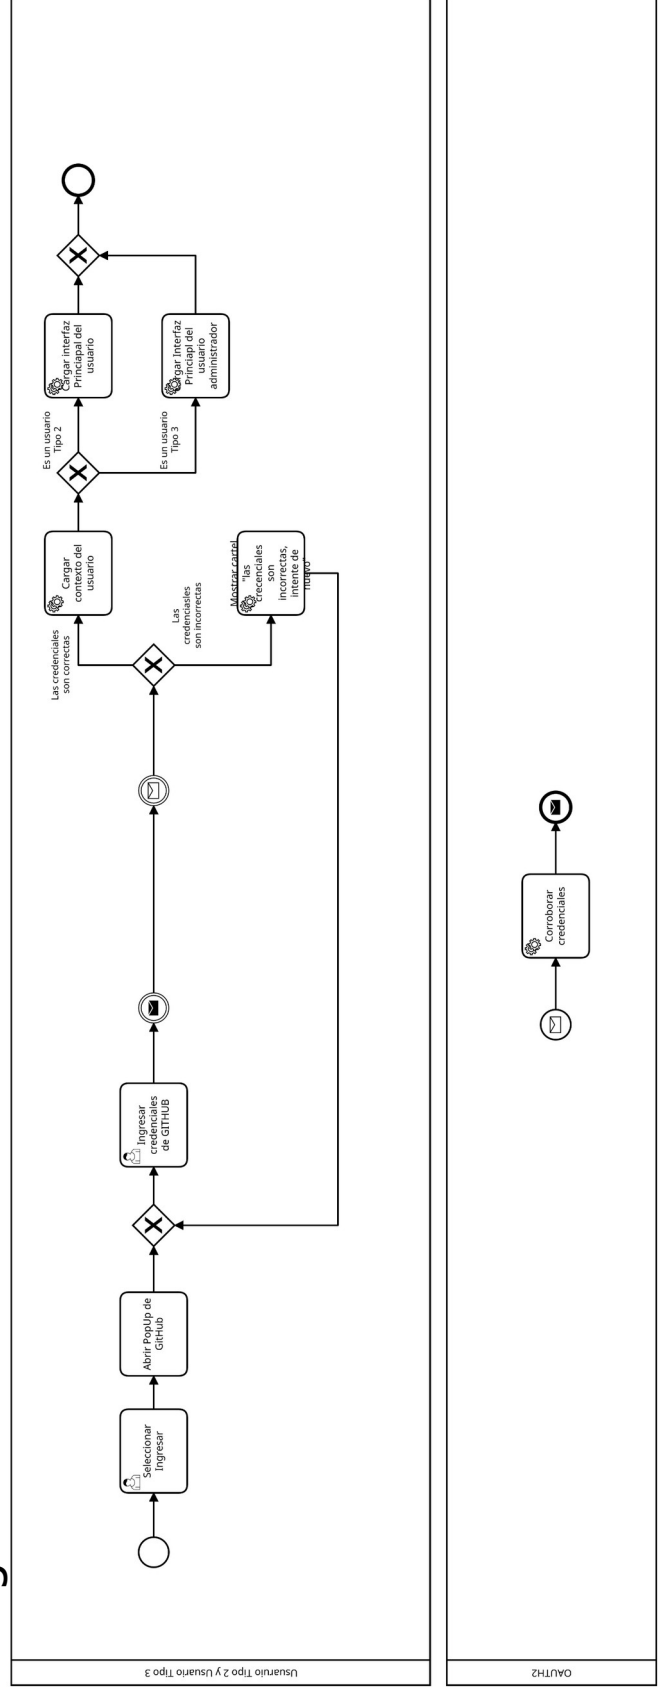 Usuaruio Tipo 2 y Usuario Tipo 3
Seleccionar
Ingresar
Abrir PopUp de
GitHub
Ingresar
credenciales
de GITHUB
Las credenciales
son correctas
Las
credenciasles
son incorrectas
Cargar
contexto del
usuario
Mostrar cartel
"las
crecenciales
son
incorrectas,
intente de
nuevo"
Es un usuario
Tipo 2
Es un usuario
Tipo 3
Cargar interfaz
Princiapal del
usuario
Interfaz
Princiapl del
usuario
administrador
OAUTH2
Corroborar
credenciales